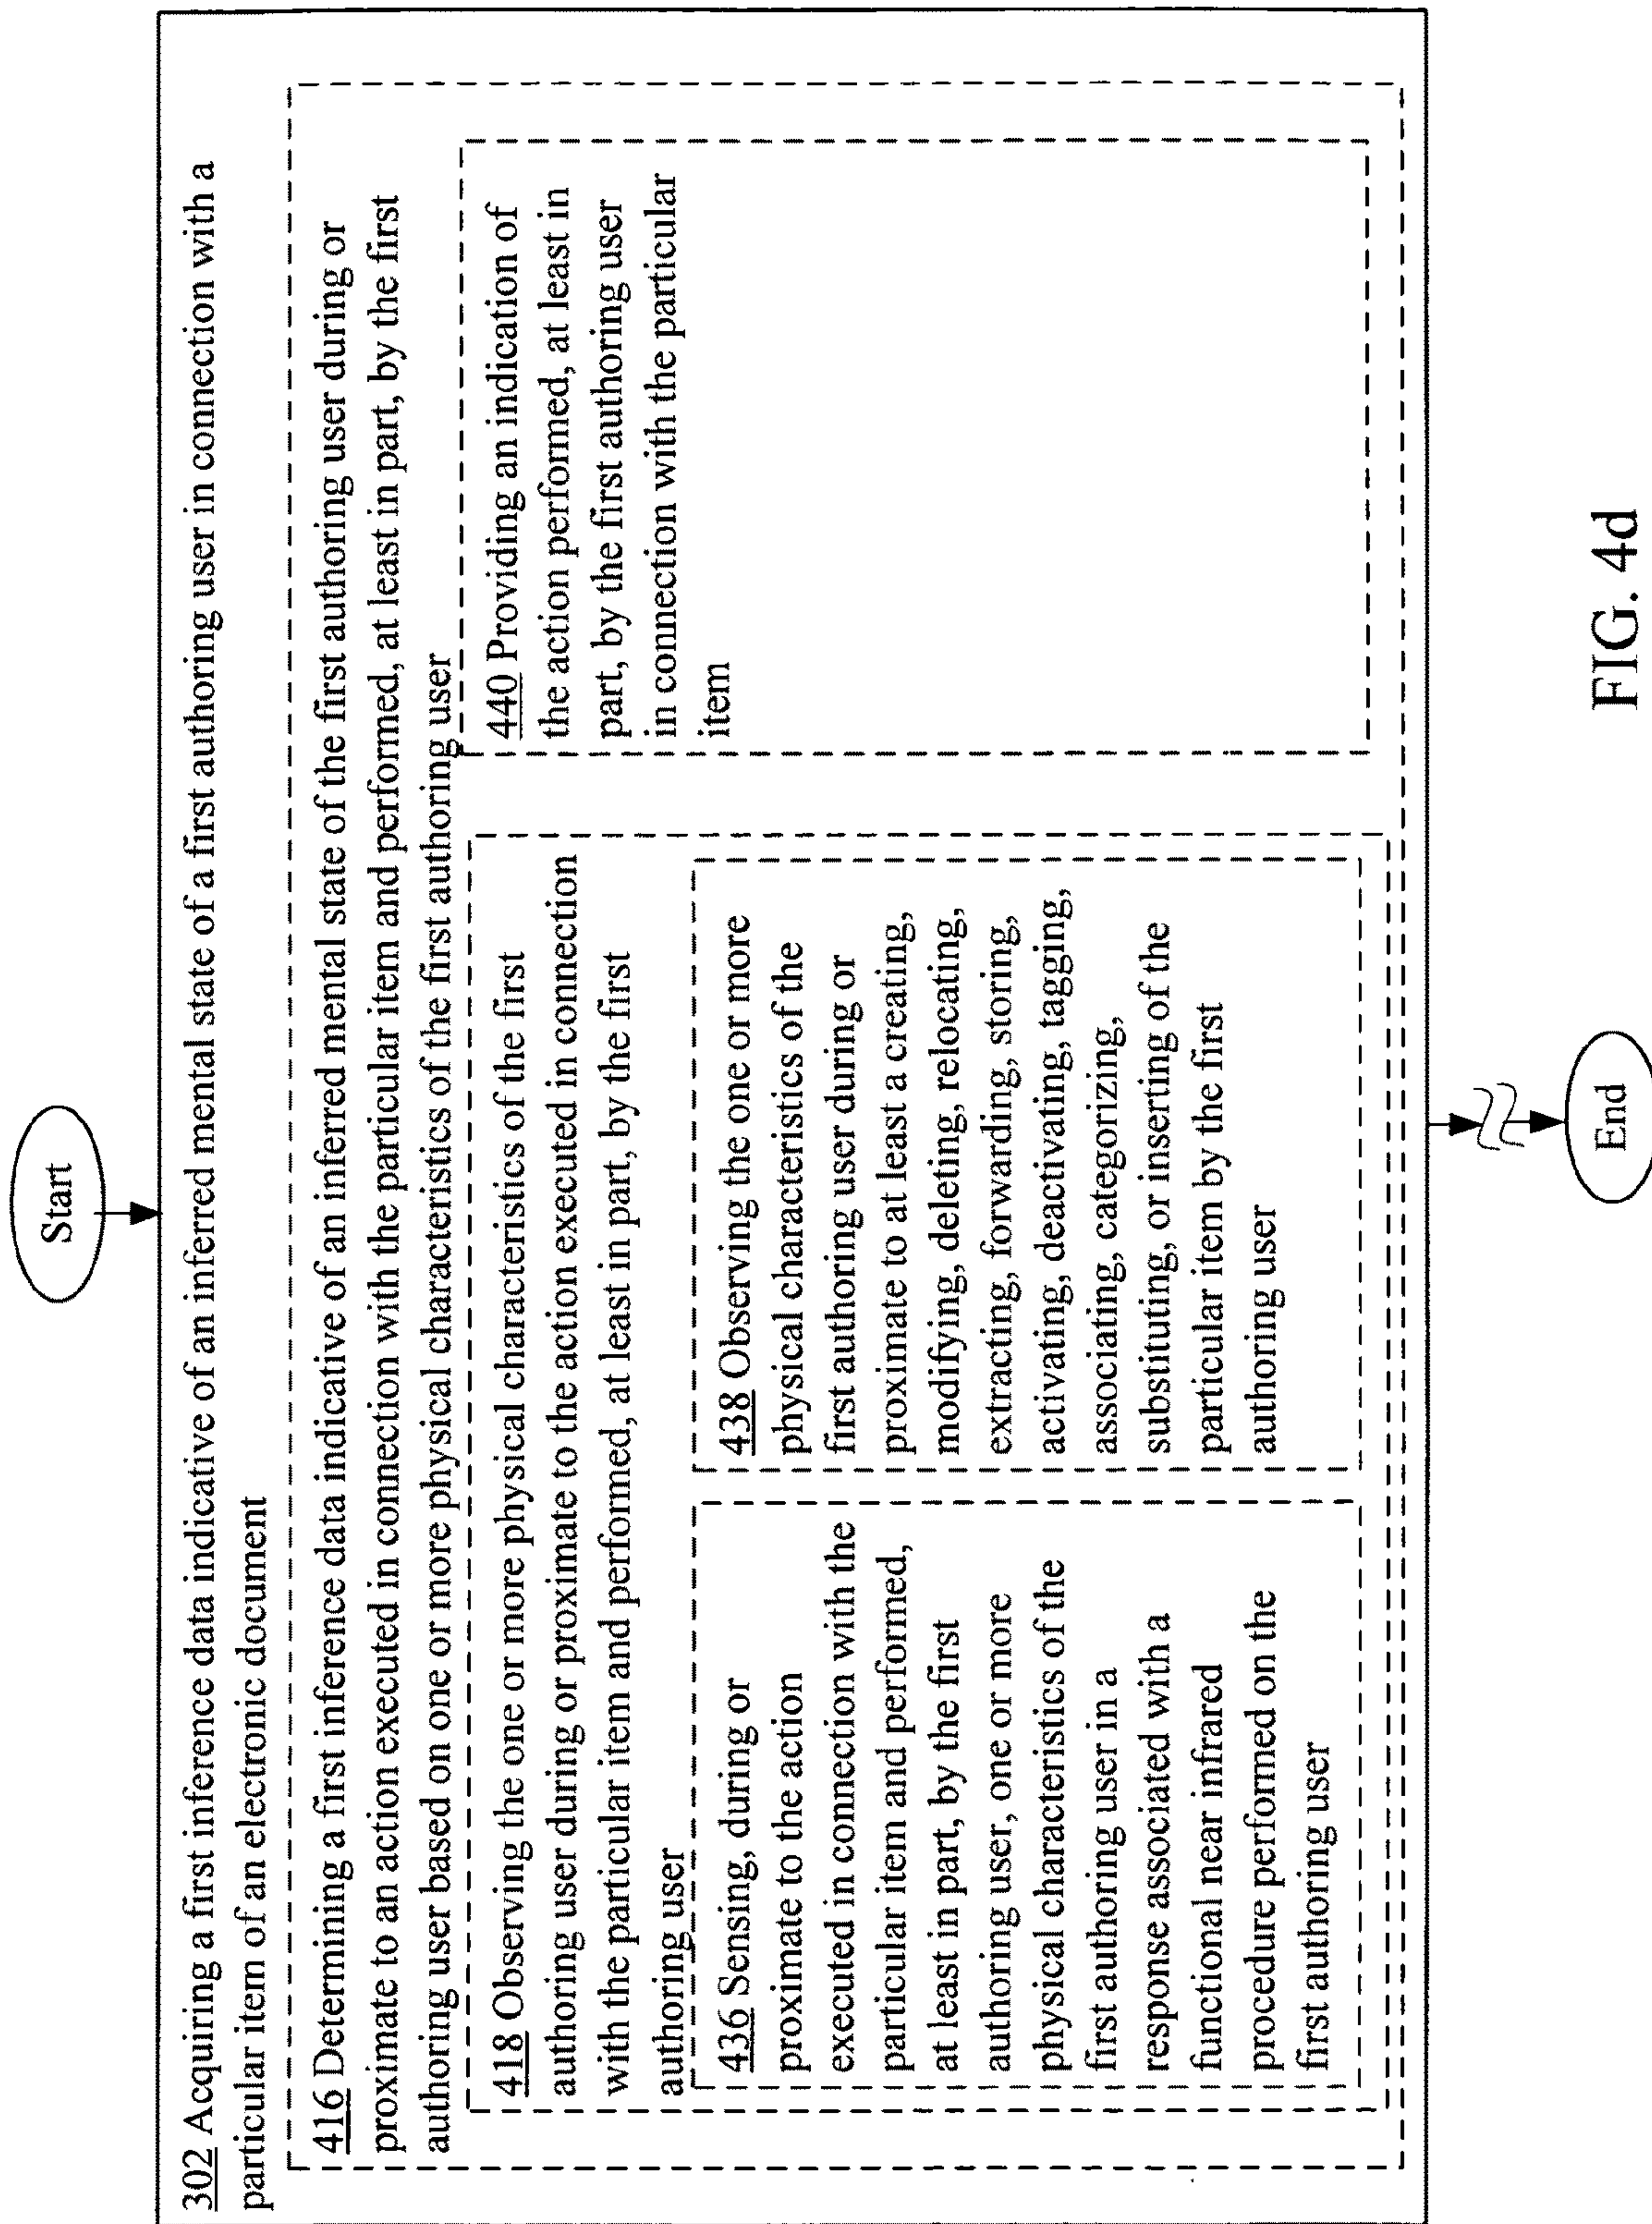 Start
302 Acquiring a first inference data indicative of an inferred mental state of a first authoring user in connection with a
particular item of an electronic document
416 Determining a first inference data indicative of an inferred mental state of the first authoring user during or
proximate to an action executed in connection with the particular item and performed, at least in part, by the first
authoring user based on one or more physical characteristics of the first authoring user
418 Observing the one or more physical characteristics of the first
authoring user during or proximate to the action executed in connection
with the particular item and performed, at least in part, by the first
authoring user
436 Sensing, during or
proximate to the action
executed in connection with the
particular item and performed,
at least in part, by the first
authoring user, one or more
physical characteristics of the
first authoring user in a
response associated with a
functional near infrared
procedure performed on the
first authoring user
438 Observing the one or more
physical characteristics of the
first authoring user during or
proximate to at least a creating,
modifying, deleting, relocating,
extracting, forwarding, storing,
activating, deactivating, tagging,
associating, categorizing,
substituting, or inserting of the
particular item by the first
authoring user
440 Providing an indication of
the action performed, at least in
part, by the first authoring user
in connection with the particular
item
End
FIG. 4d